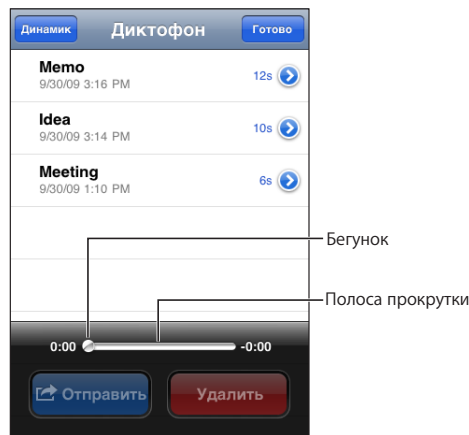 Динамик Диктофон Готово
Memo
9/30/09 3:16 PM
12s
Idea
9/30/09 3:14 PM
10s
Meeting
9/30/09 1:10 PM
6s
Бегунок
Полоса прокрутки
0:00 -0:00
Отправить Удалить